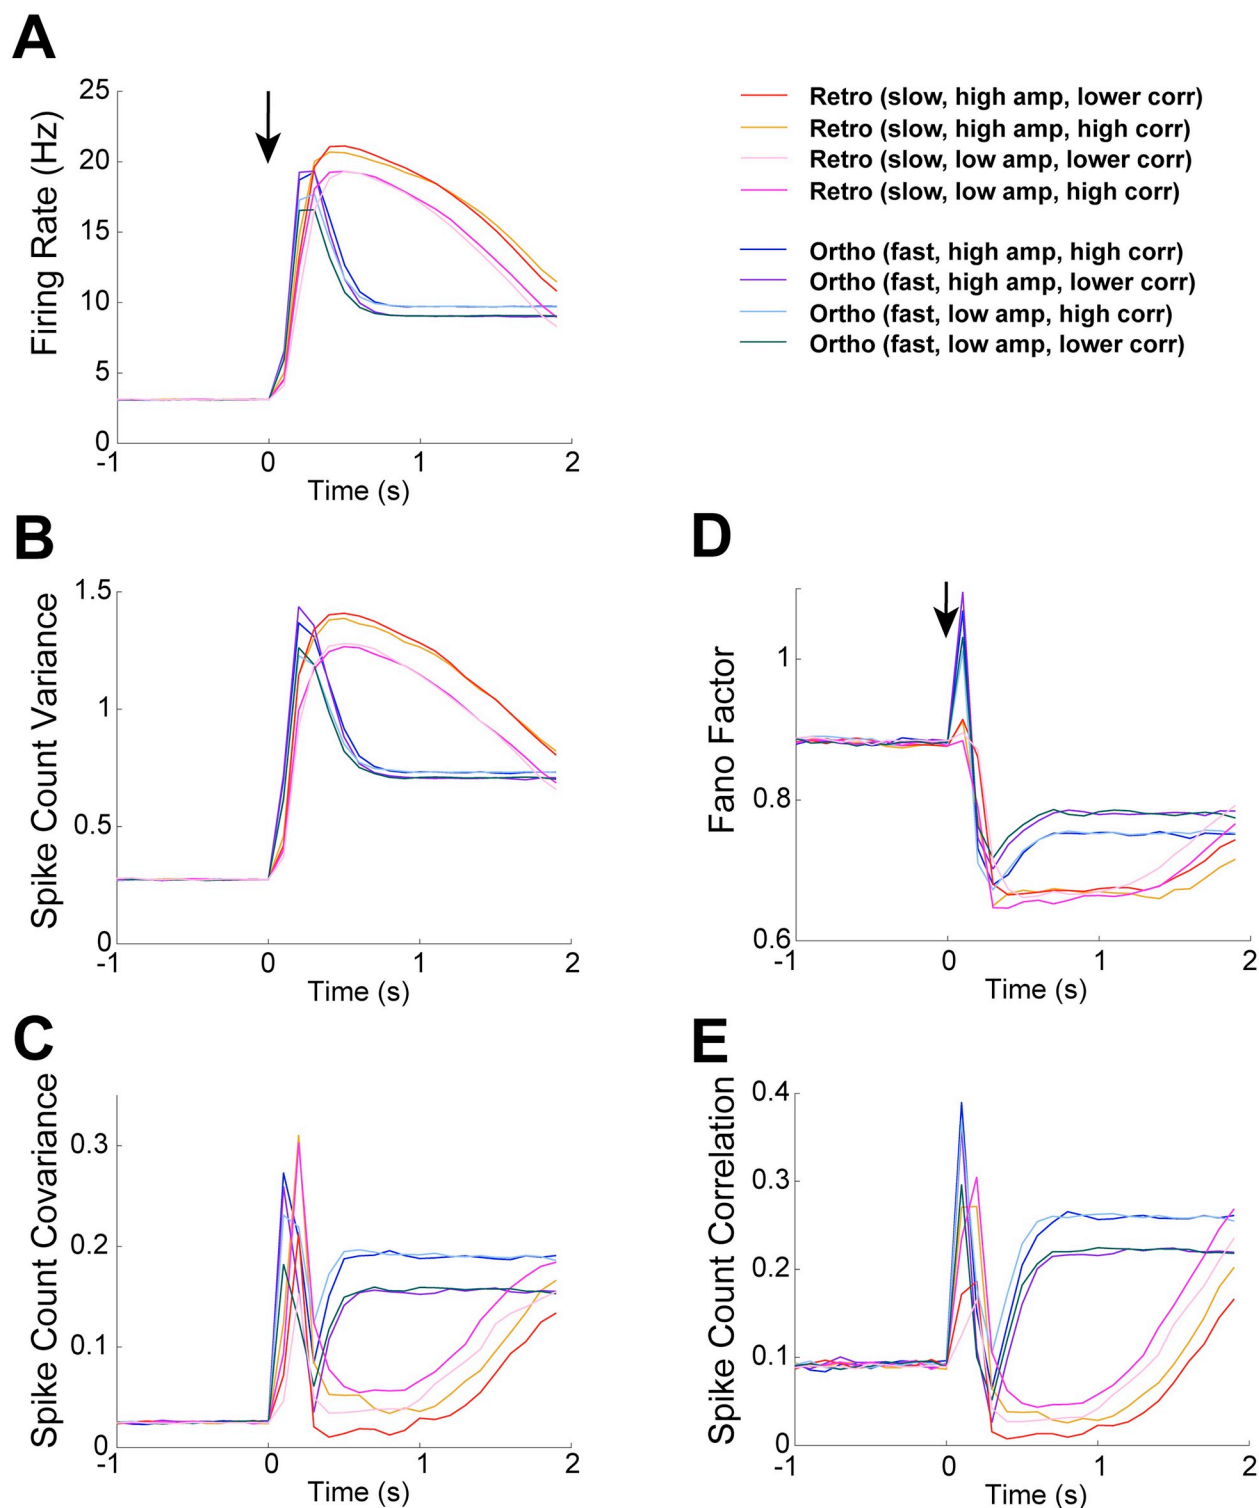 A
Firing Rate (Hz)
25
20
15
10
5
0
-1
0
1
2
Time (s)
Retro (slow, high amp, lower corr)
Retro (slow, high amp, high corr)
Retro (slow, low amp, lower corr)
Retro (slow, low amp, high corr)
Ortho (fast, high amp, high corr)
Ortho (fast, high amp, lower corr)
Ortho (fast, low amp, high corr)
Ortho (fast, low amp, lower corr)
B
Spike Count Variance
1.5
1
0.5
0
-1
0
1
2
Time (s)
D
Fano Factor
1
0.8
0.6
-1
0
1
2
Time (s)
C
Spike Count Covariance
0.3
0.2
0.1
0
-1
0
1
2
Time (s)
E
Spike Count Correlation
0.4
0.3
0.2
0.1
0
-1
0
1
2
Time (s)